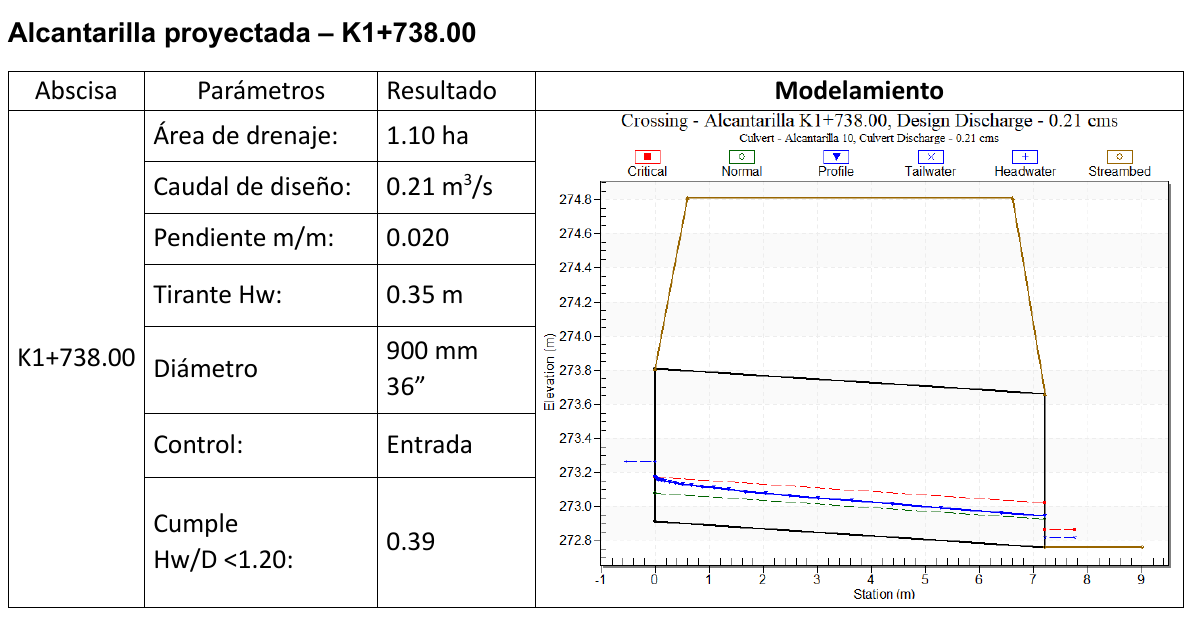 Alcantarilla proyectada – K1+738.00
Abscisa
Parámetros
Resultado
Modelamiento
K1+738.00
Área de drenaje:
1.10 ha
Caudal de diseño:
0.21 m³/s
Pendiente m/m:
0.020
Tirante Hw:
0.35 m
Diámetro
900 mm
36”
Control:
Entrada
Cumple
Hw/D <1.20:
0.39
Crossing - Alcantarilla K1+738.00, Design Discharge - 0.21 cms
Culvert - Alcantarilla 10, Culvert Discharge - 0.21 cms
Critical
Normal
Profile
Tailwater
Headwater
Streambed
Elevation (m)
274.8
274.6
274.4
274.2
274.0
273.8
273.6
273.4
273.2
273.0
272.8
-1 0 1 2 3 4 5 6 7 8 9
Station (m)